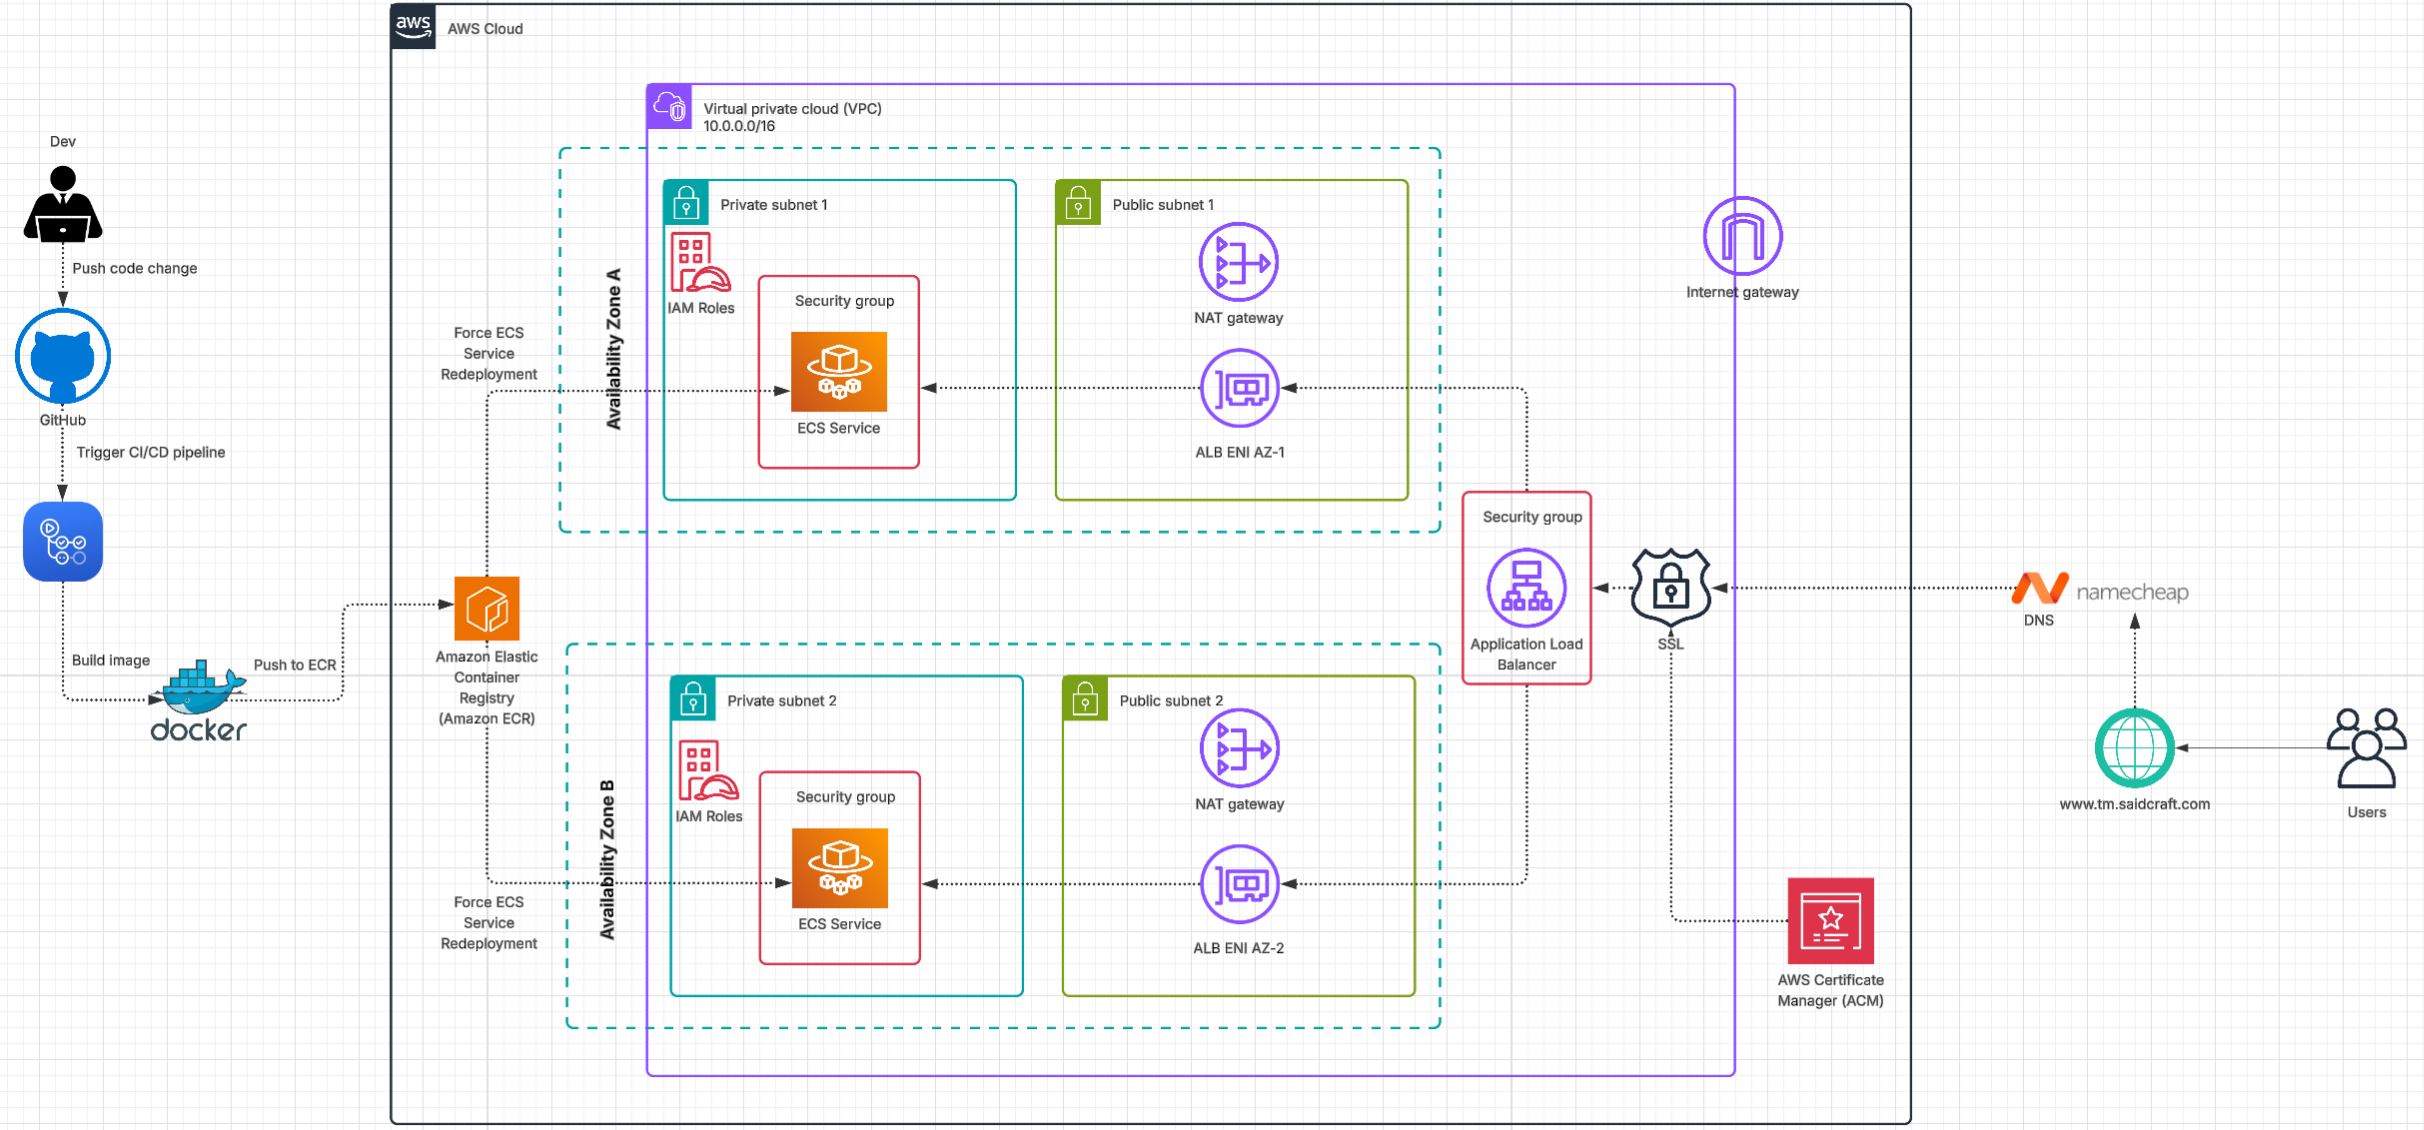 aws
AWS Cloud
Virtual private cloud (VPC)
10.0.0.0/16
Dev
Push code change
GitHub
Trigger CI/CD pipeline
Build image
docker
Push to ECR
Force ECS
Service
Redeployment
Amazon Elastic
Container
Registry
(Amazon ECR)
Force ECS
Service
Redeployment
Availability Zone A
Private subnet 1
IAM Roles
Security group
ECS Service
Public subnet 1
NAT gateway
ALB ENI AZ-1
Availability Zone B
Private subnet 2
IAM Roles
Security group
ECS Service
Public subnet 2
NAT gateway
ALB ENI AZ-2
Security group
Application Load
Balancer
SSL
Internet gateway
AWS Certificate
Manager (ACM)
namecheap
DNS
www.tm.saidcraft.com
Users